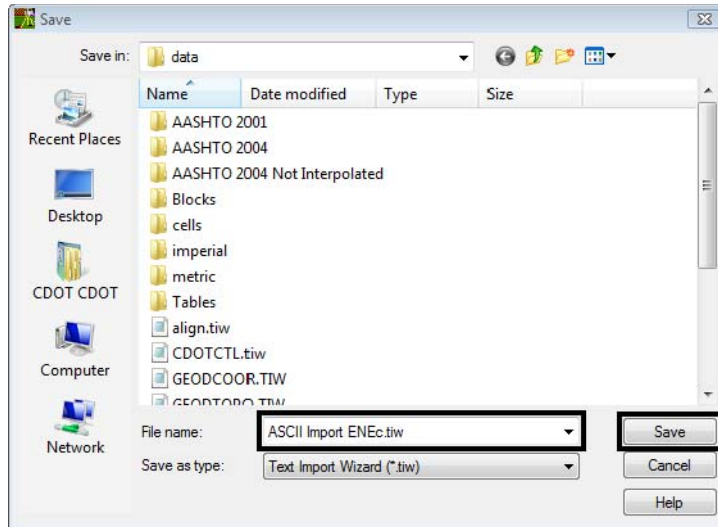 Save
Save in: data
Name Date modified Type Size
Recent Places
Desktop
CDOT CDOT
Computer
Network
AASHTO 2001
AASHTO 2004
AASHTO 2004 Not Interpolated
Blocks
cells
imperial
metric
Tables
align.tiw
CDOTCTL.tiw
GEODCOOR.TIW
GEODTOPO.TIW
File name: ASCII Import ENEc.tiw Save
Save as type: Text Import Wizard (*.tiw) Cancel
Help